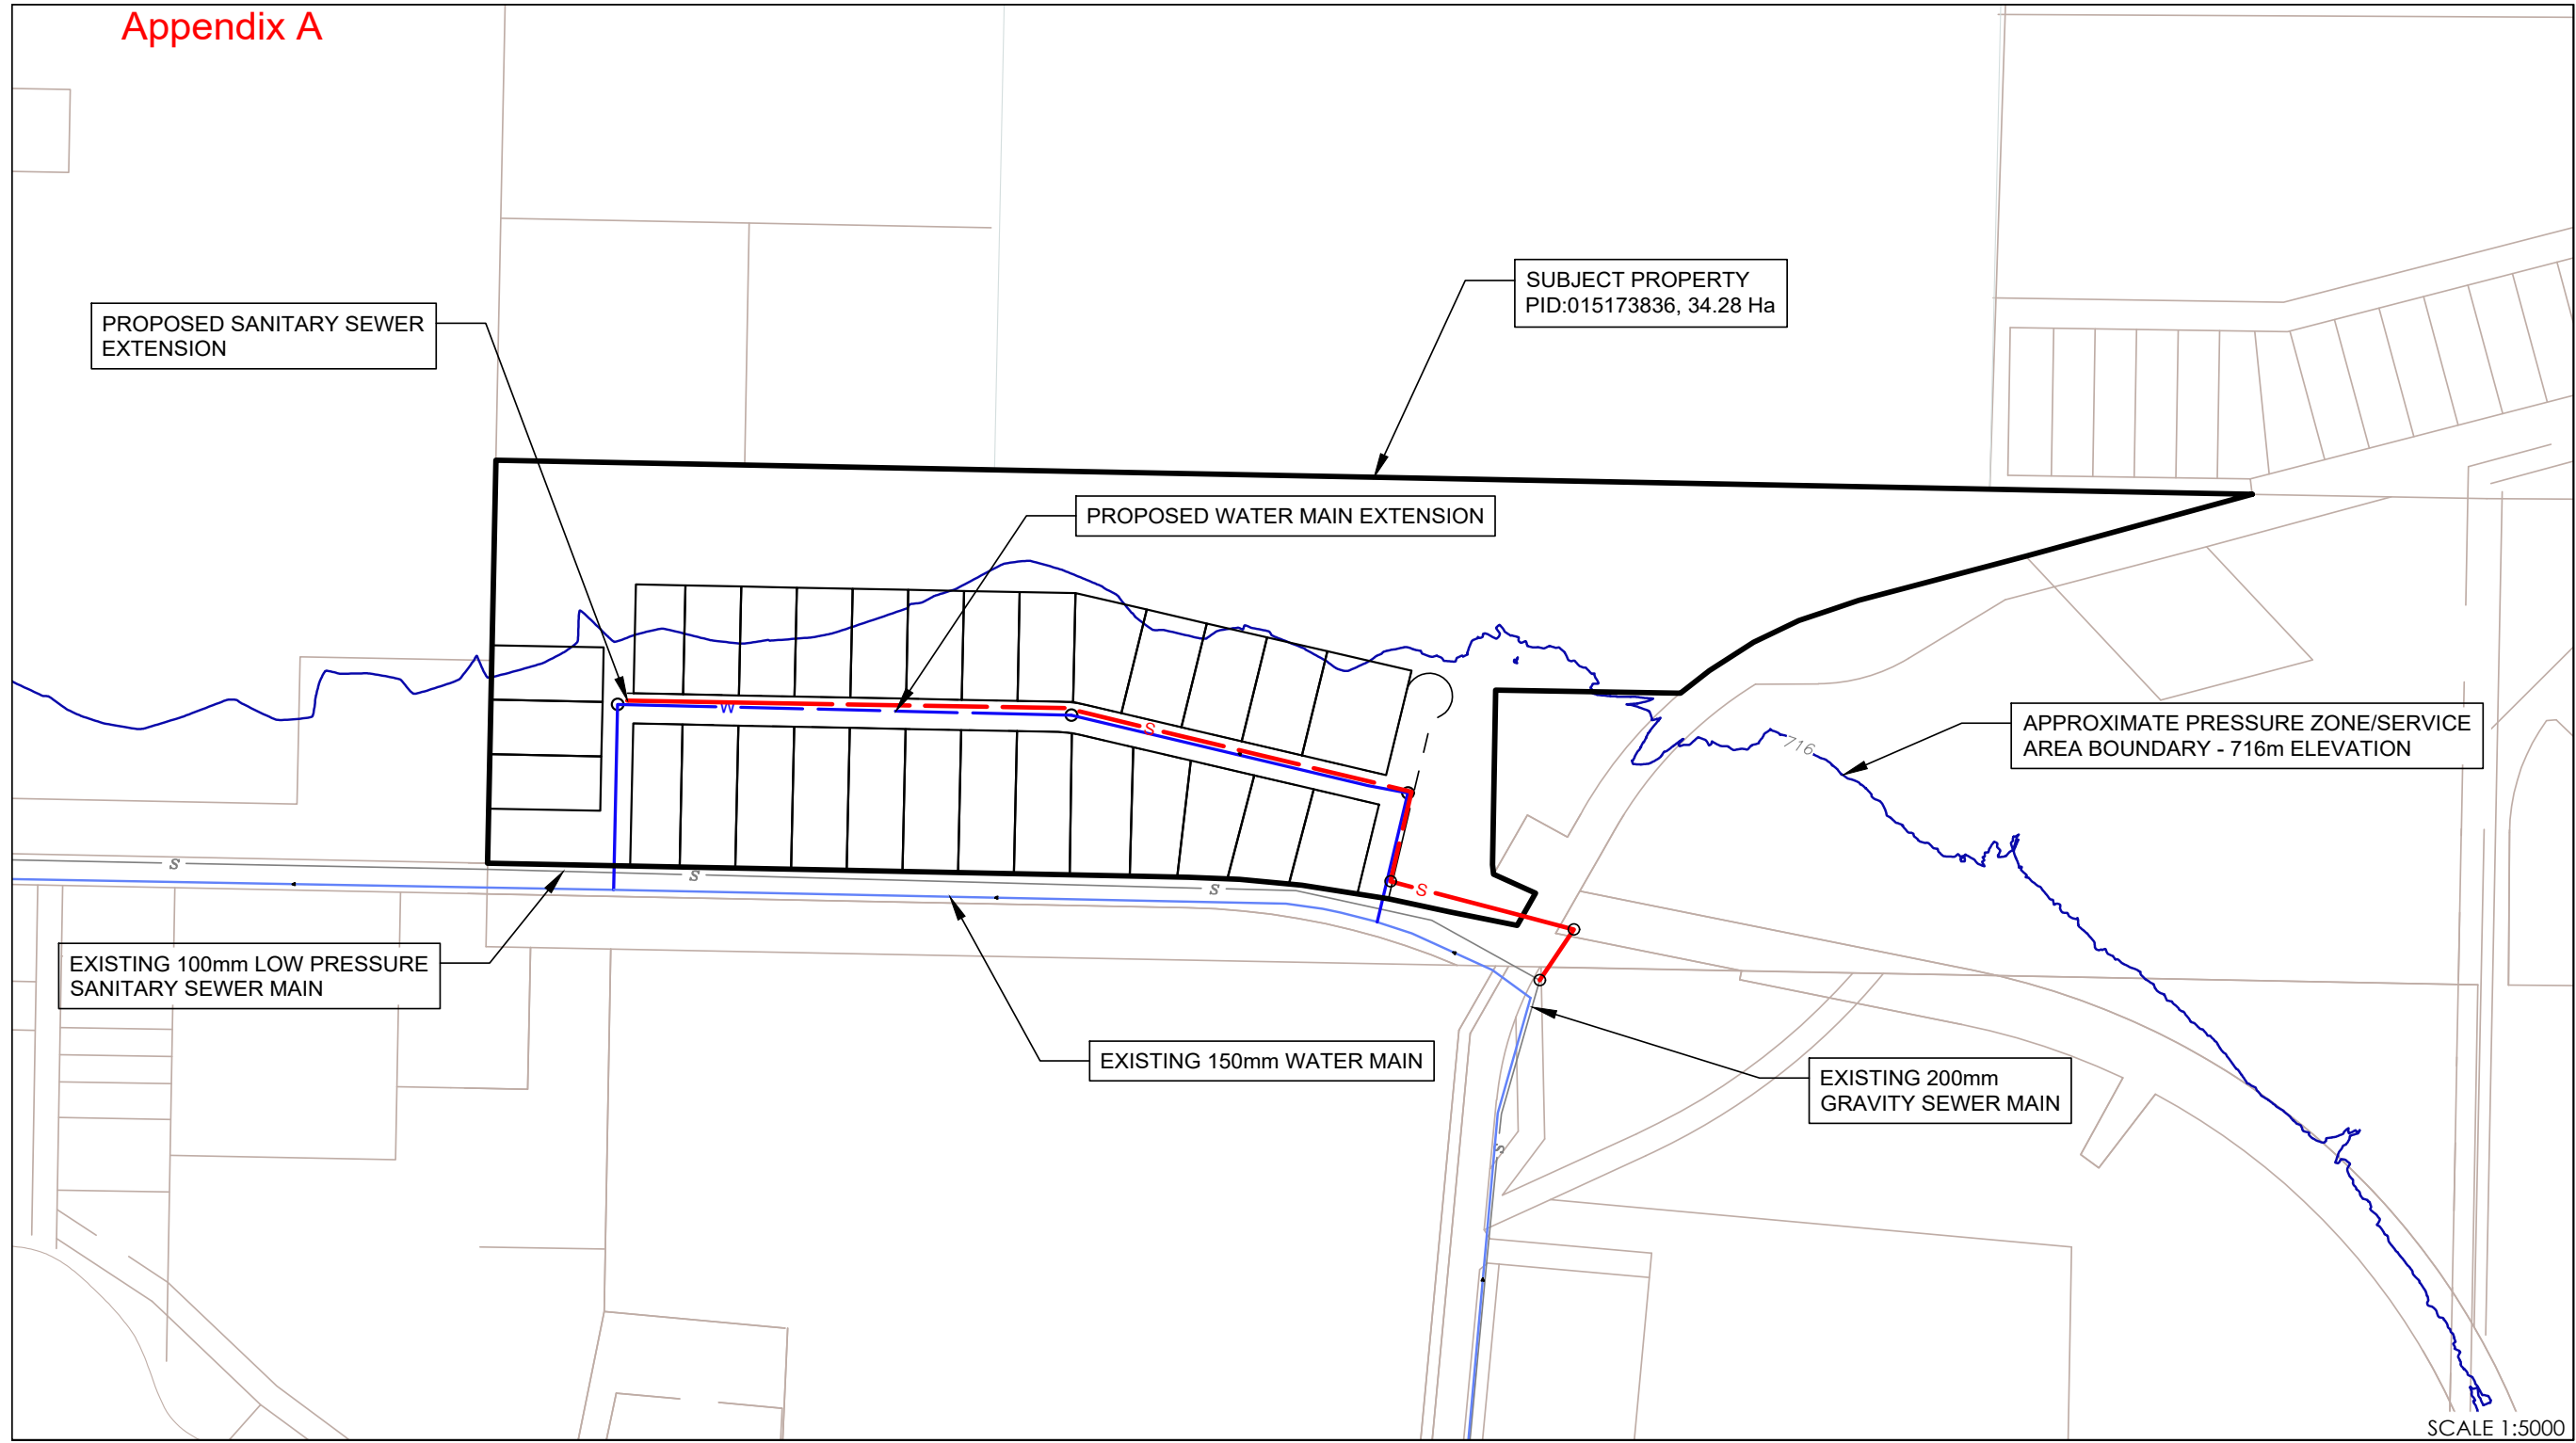 Appendix A
SUBJECT PROPERTY
PID:015173836, 34.28 Ha
PROPOSED SANITARY SEWER
EXTENSION
PROPOSED WATER MAIN EXTENSION
W
S
716
APPROXIMATE PRESSURE ZONE/SERVICE
AREA BOUNDARY - 716m ELEVATION
S
S
S
S
EXISTING 100mm LOW PRESSURE
SANITARY SEWER MAIN
EXISTING 150mm WATER MAIN
EXISTING 200mm
GRAVITY SEWER MAIN
S
SCALE 1:5000